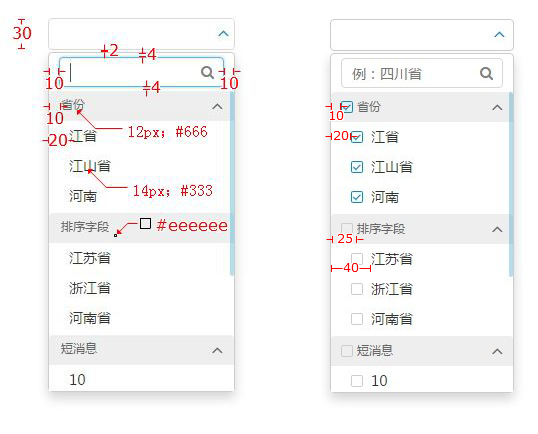 30
2
4
10
10
4
省份
10
12px；#666
江省
20
江山省
14px；#333
河南
排序字段
#eeeeee
江苏省
浙江省
河南省
短消息
10
例：四川省
省份
10
江省
20
江山省
河南
排序字段
25
江苏省
40
浙江省
河南省
短消息
10